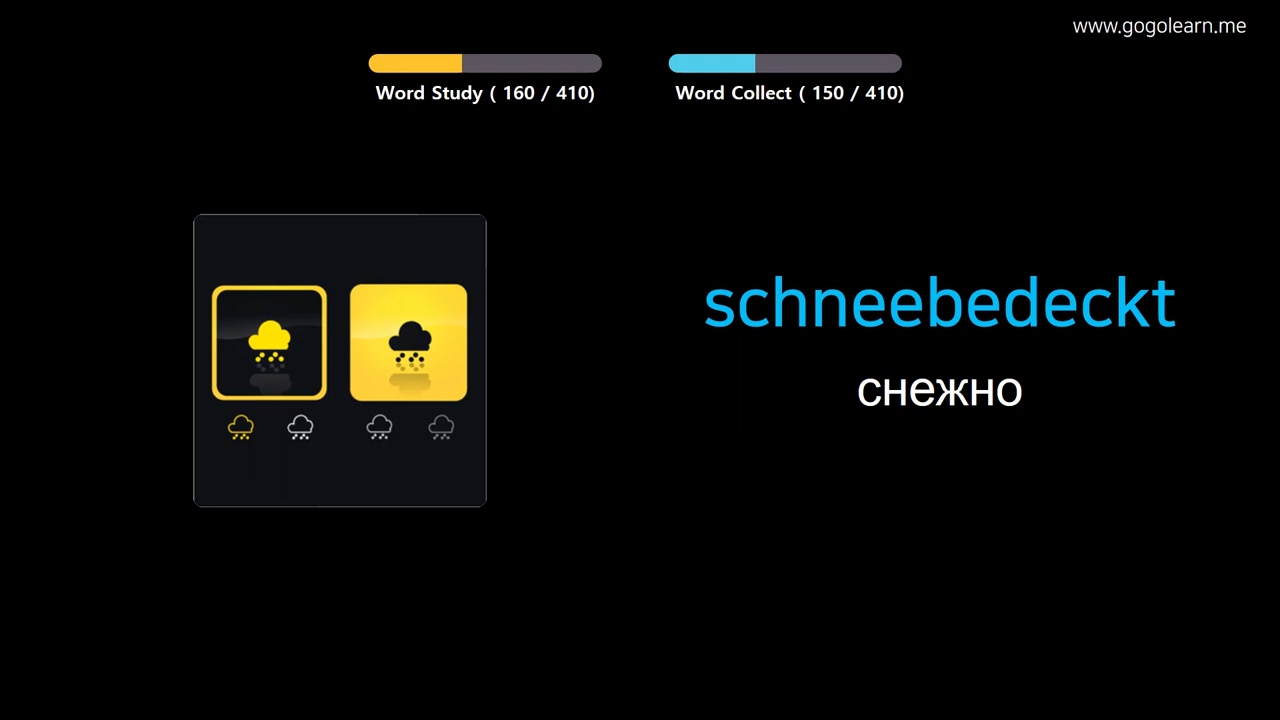 www.gogolearn.me
Word Study ( 160 / 410)
Word Collect ( 150 / 410)
schneebedeckt
снежно